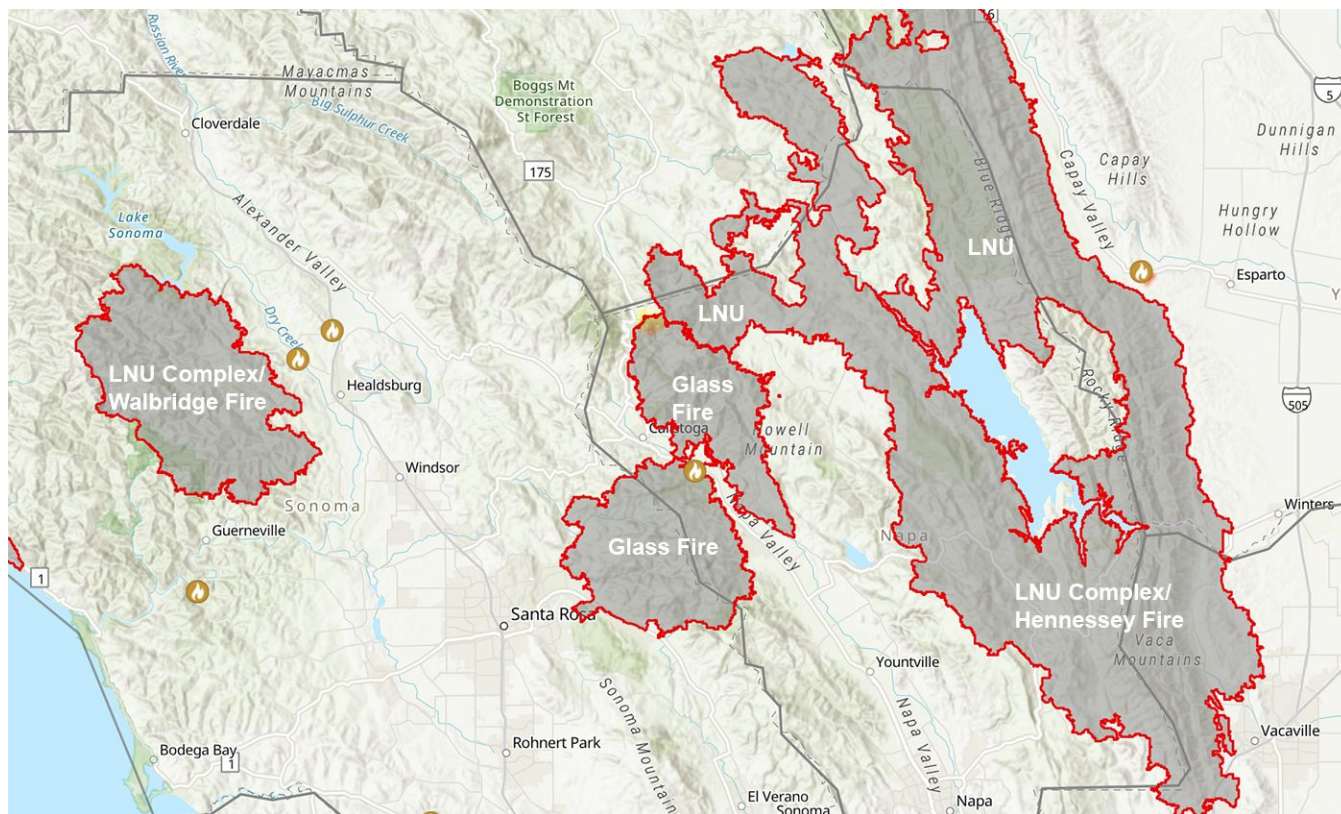 Russian River
Mayacmas
Mountains
Big Sulphur Creek
Cloverdale
Boggs Mt
Demonstration
St Forest
16
5
Dunnigan
Hills
175
Blue Ridge
Capay Valley
Capay
Hills
Lake
Sonoma
Alexander Valley
Hungry
Hollow
LNU
Esparto
Y
Dry Creek
LNU
LNU Complex/
Walbridge Fire
Healdsburg
Glass
Fire
Rocky Ridge
505
Calistoga
Howell
Mountain
Windsor
Sonoma
Napa Valley
Winters
Guerneville
Glass Fire
Napa
1
LNU Complex/
Hennessey Fire
Santa Rosa
Vaca
Mountains
Yountville
Sonoma Mountains
Napa Valley
Vacaville
Rohnert Park
Bodega Bay
1
El Verano
Sonoma
Napa